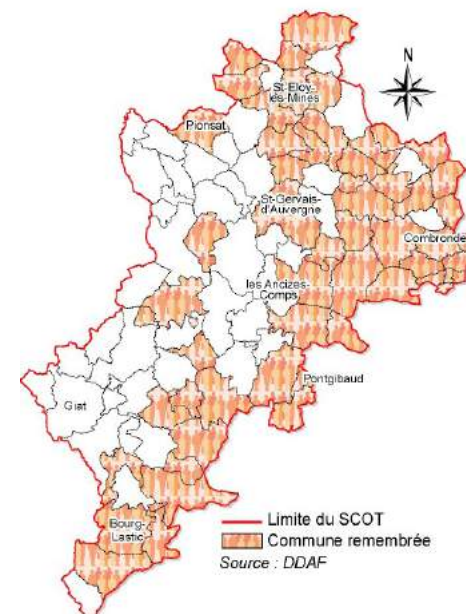 N
St-Eloy-
les-Mines
Pionsat
St-Gervais-
d'Auvergne
Combronde
les Ancizes-
Comps
Pontgibaud
Giat
Bourg-
Lastic
Limite du SCOT
Commune remembrée
Source : DDAF